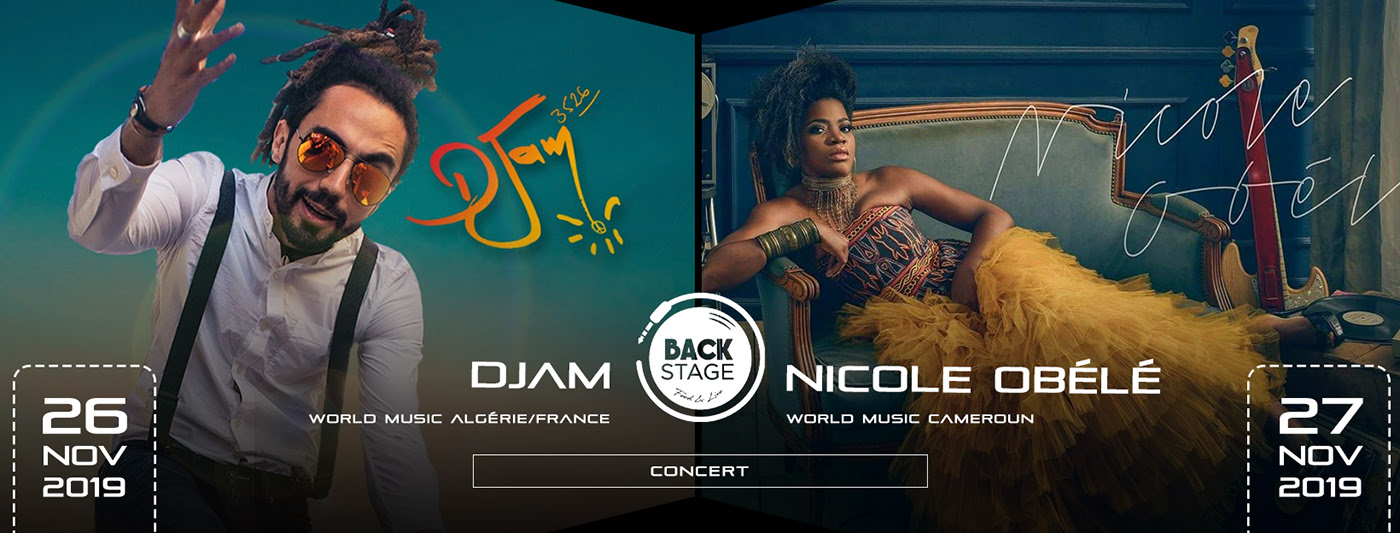 DJam
3526
Nicole
Obél
BACK
STAGE
Food & Live
DJAM
WORLD MUSIC ALGÉRIE/FRANCE
NICOLE OBÉLÉ
WORLD MUSIC CAMEROUN
26
NOV
2019
27
NOV
2019
CONCERT